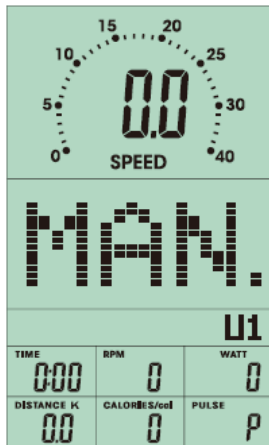 15 20
10 25
0.0
5 30
0 SPEED 40
MAN.
U1
TIME RPM WATT
0:00 0 0
DISTANCE K CALORIES/cal PULSE
0.0 0 P